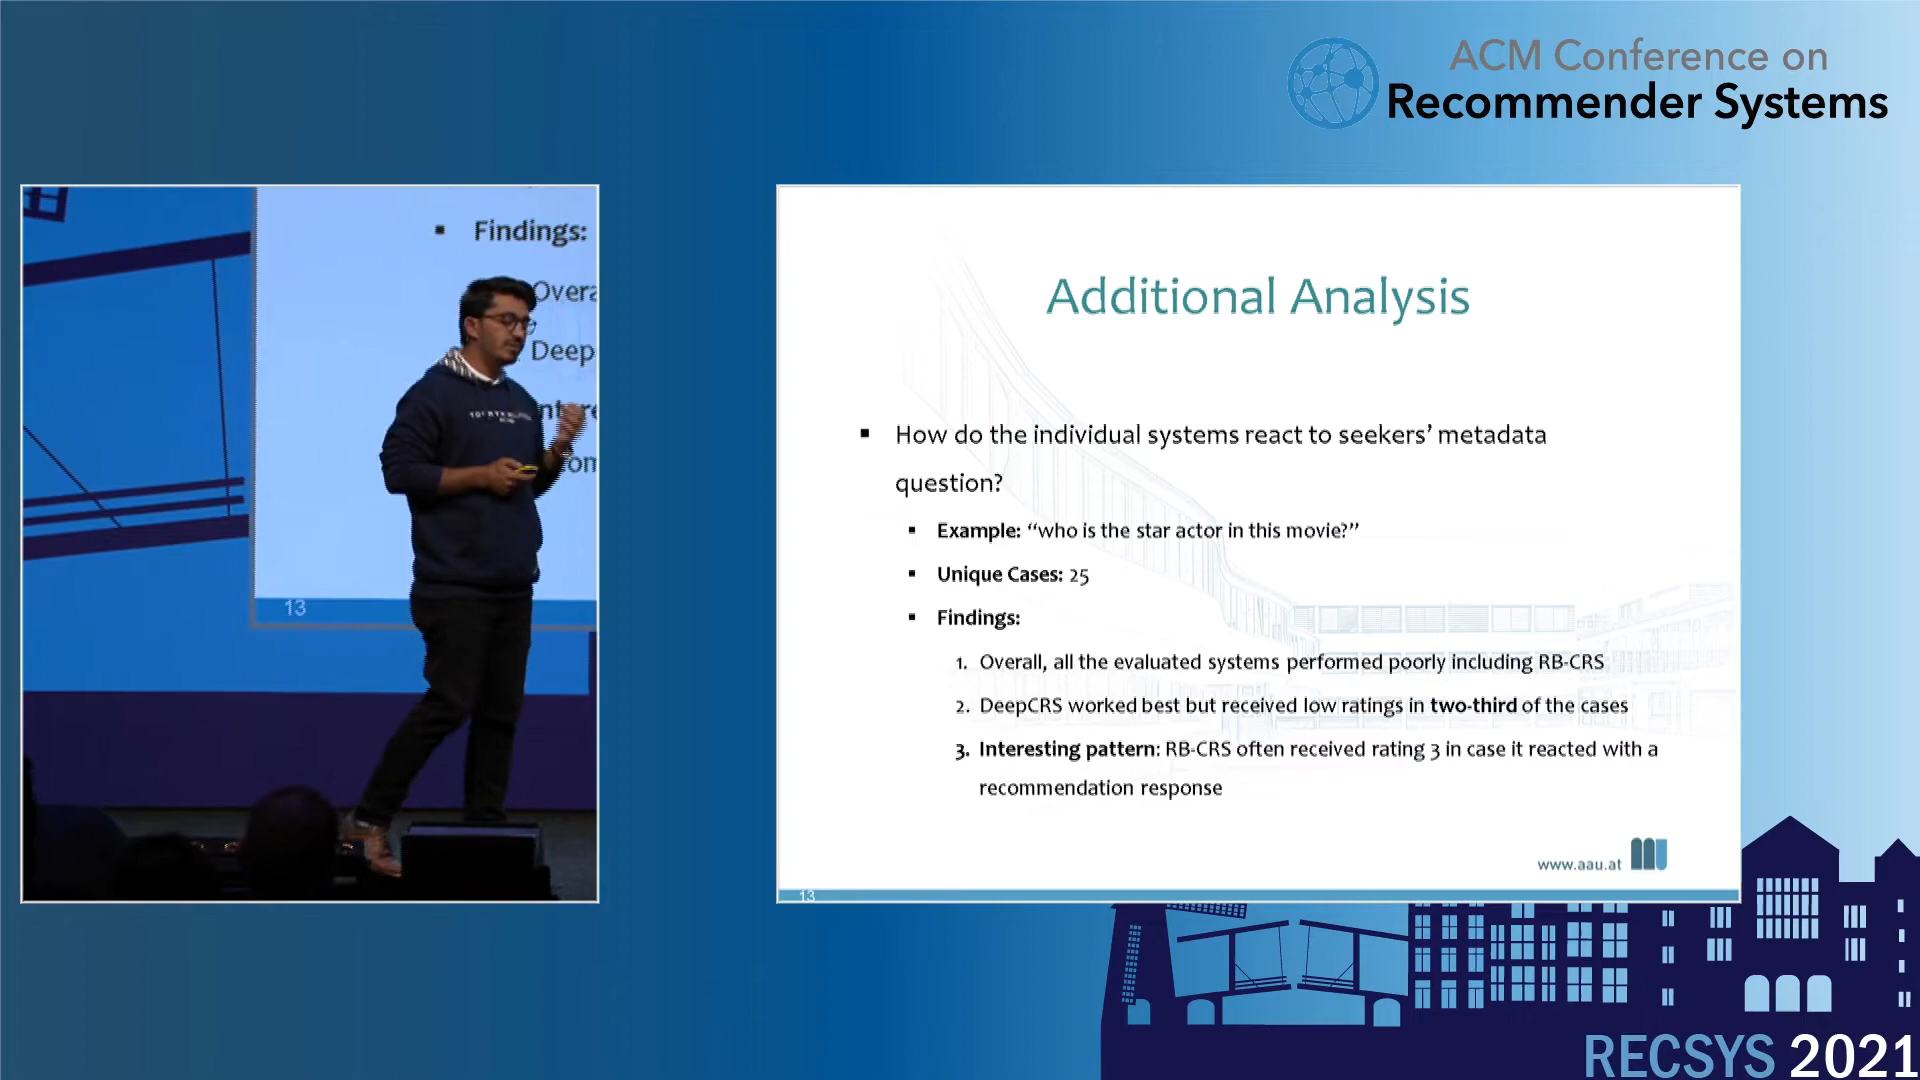 ACM Conference on
Recommender Systems
Findings:
Overa
Deep
13
Additional Analysis
▪ How do the individual systems react to seekers’ metadata
question?
▪ Example: “who is the star actor in this movie?”
▪ Unique Cases: 25
▪ Findings:
1. Overall, all the evaluated systems performed poorly including RB-CRS
2. DeepCRS worked best but received low ratings in two-third of the cases
3. Interesting pattern: RB-CRS often received rating 3 in case it reacted with a
recommendation response
www.aau.at
13
RECSYS 2021